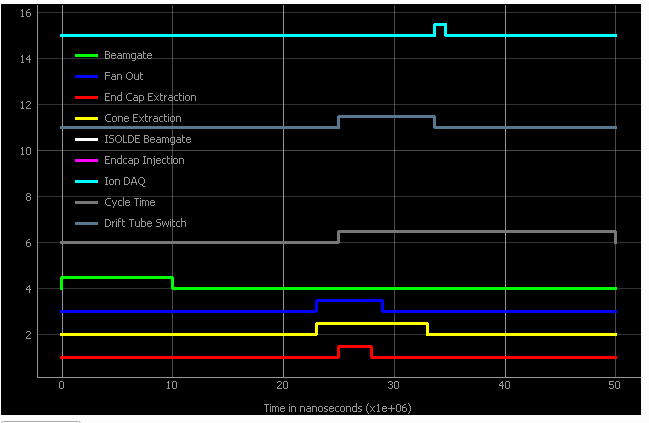 16
14
12
10
8
6
4
2
Beamgate
Fan Out
End Cap Extraction
Cone Extraction
ISOLDE Beamgate
Endcap Injection
Ion DAQ
Cycle Time
Drift Tube Switch
0 10 20 30 40 50
Time in nanoseconds (x1e+06)